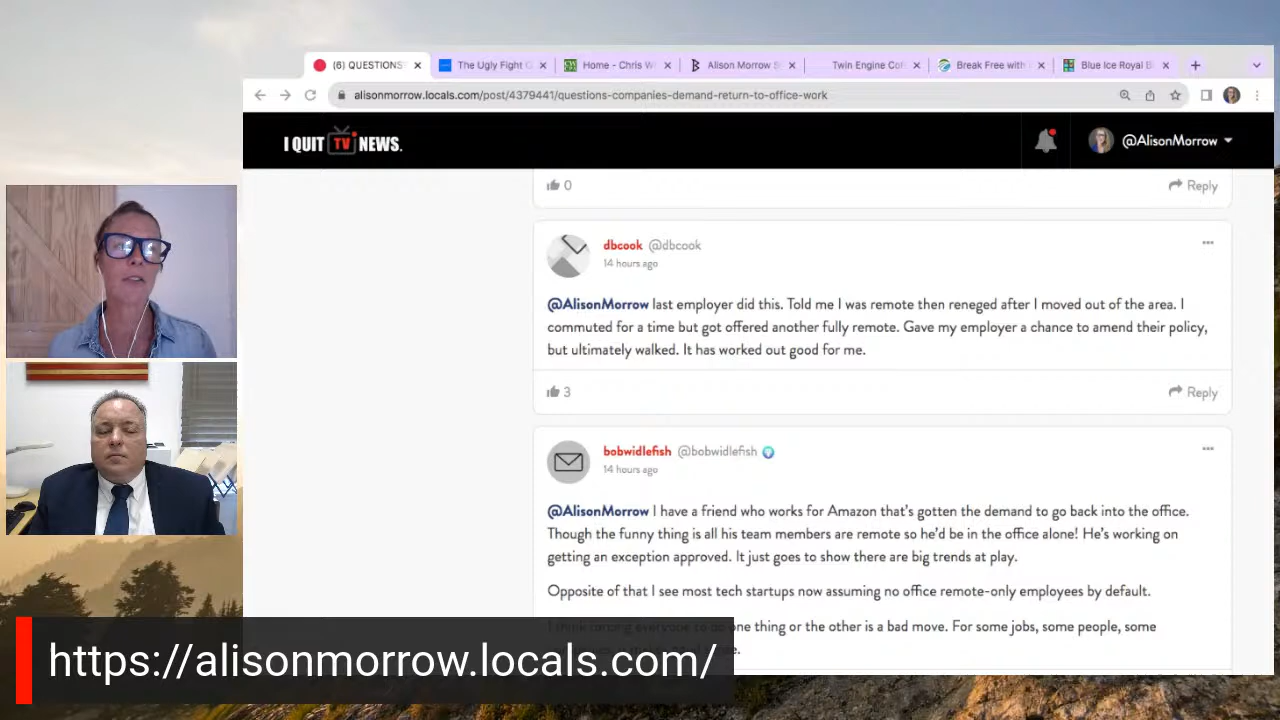 (6) QUESTIONS
The Ugly Fight G
Home - Chris W
Alison Morrow S
Twin Engine Cof
Break Free with
Blue Ice Royal B
alisonmorrow.locals.com/post/4379441/questions-companies-demand-return-to-office-work
I QUIT TV NEWS.
@AlisonMorrow
0
Reply
dbcook @dbcook
14 hours ago
@AlisonMorrow last employer did this. Told me I was remote then reneged after I moved out of the area. I
commuted for a time but got offered another fully remote. Gave my employer a chance to amend their policy,
but ultimately walked. It has worked out good for me.
3
Reply
bobwidlefish @bobwidlefish
14 hours ago
@AlisonMorrow I have a friend who works for Amazon that's gotten the demand to go back into the office.
Though the funny thing is all his team members are remote so he'd be in the office alone! He's working on
getting an exception approved. It just goes to show there are big trends at play.
Opposite of that I see most tech startups now assuming no office remote-only employees by default.
I think forcing everyone to do one thing or the other is a bad move. For some jobs, some people, some
https://alisonmorrow.locals.com/